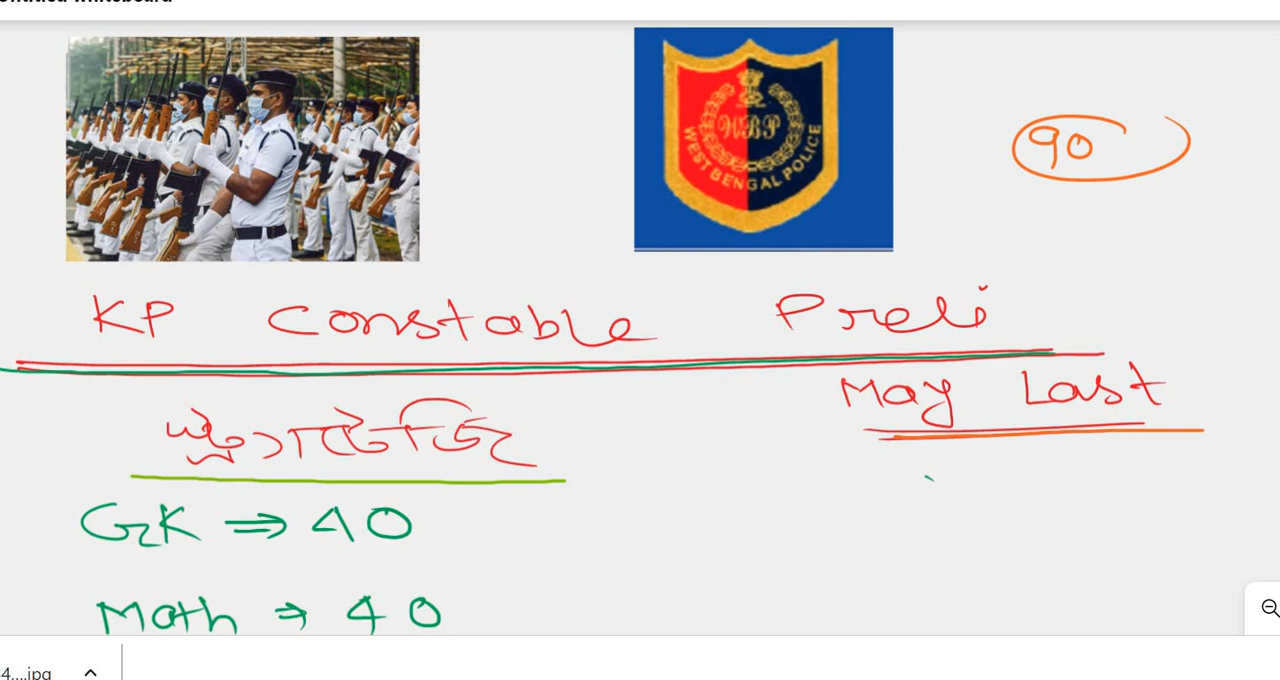 Untitled Whiteboard
WBP
WEST BENGAL POLICE
90
KP Constable Preli
May Last
স্ট্র্যাটেজি
GK ⇒ 40
Math ⇒ 40
4....jpg